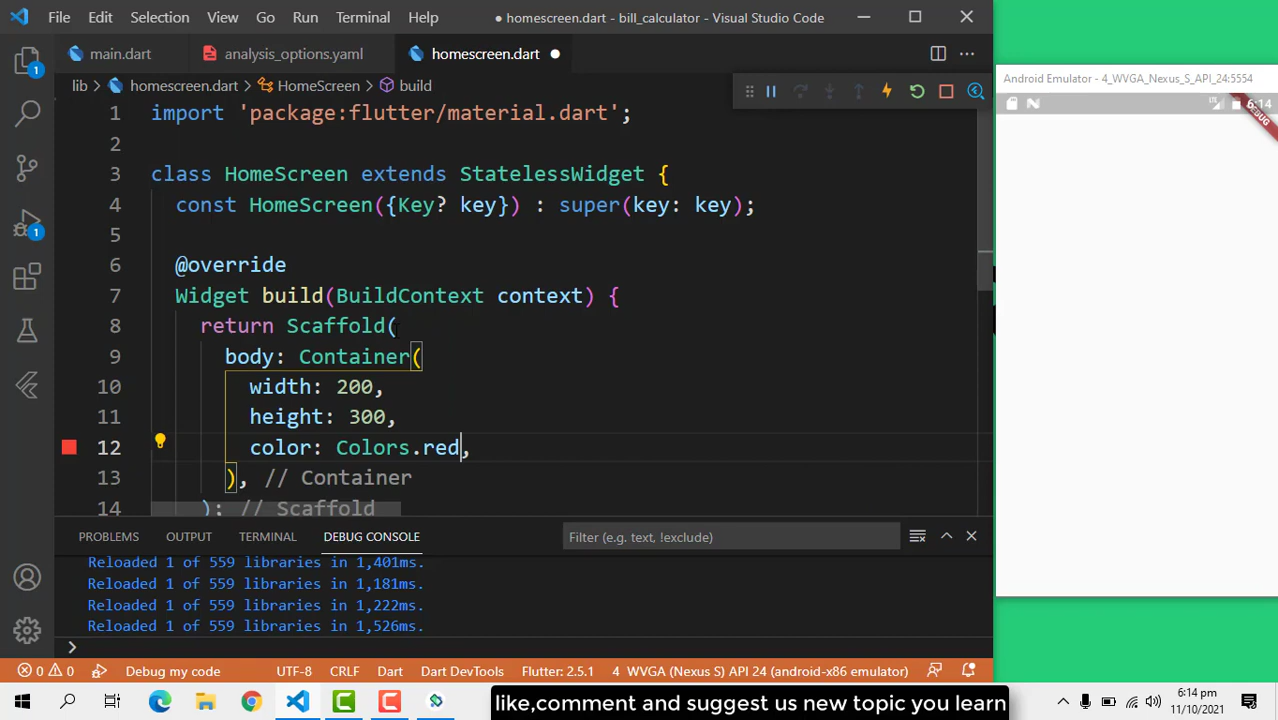 File Edit Selection View Go Run Terminal Help ● homescreen.dart - bill_calculator - Visual Studio Code
main.dart analysis_options.yaml homescreen.dart ●
lib > homescreen.dart > HomeScreen > build
1 import 'package:flutter/material.dart';
2
3 class HomeScreen extends StatelessWidget {
4 const HomeScreen({Key? key}) : super(key: key);
5
6 @override
7 Widget build(BuildContext context) {
8 return Scaffold(
9 body: Container(
10 width: 200,
11 height: 300,
12 color: Colors.red,
13 ), // Container
14 ); // Scaffold
1
1
PROBLEMS OUTPUT TERMINAL DEBUG CONSOLE Filter (e.g. text, !exclude)
Reloaded 1 of 559 libraries in 1,401ms.
Reloaded 1 of 559 libraries in 1,181ms.
Reloaded 1 of 559 libraries in 1,222ms.
Reloaded 1 of 559 libraries in 1,526ms.
>
0 0 Debug my code UTF-8 CRLF Dart Dart DevTools Flutter: 2.5.1 4 WVGA (Nexus S) API 24 (android-x86 emulator)
Android Emulator - 4_WVGA_Nexus_S_API_24:5554
LTE 6:14
DEBUG
like,comment and suggest us new topic you learn
6:14 pm
11/10/2021